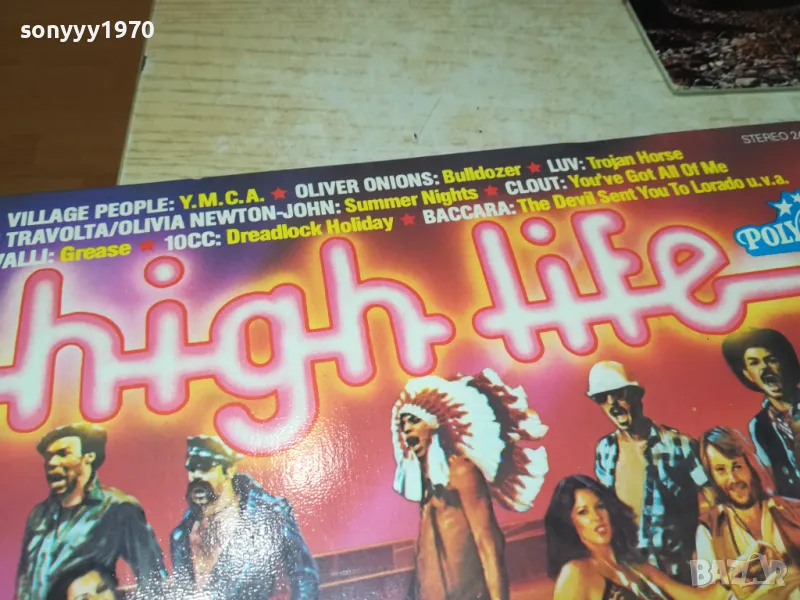 sonyyy1970
STEREO 2
VILLAGE PEOPLE: Y.M.C.A. ★ OLIVER ONIONS: Bulldozer ★ LUV: Trojan Horse
TRAVOLTA/OLIVIA NEWTON-JOHN: Summer Nights ★ CLOUT: You've Got All Of Me
VALLI: Grease ★ 10CC: Dreadlock Holiday ★ BACCARA: The Devil Sent You To Lorado u.v.a.
POLY
high life
BAZAR